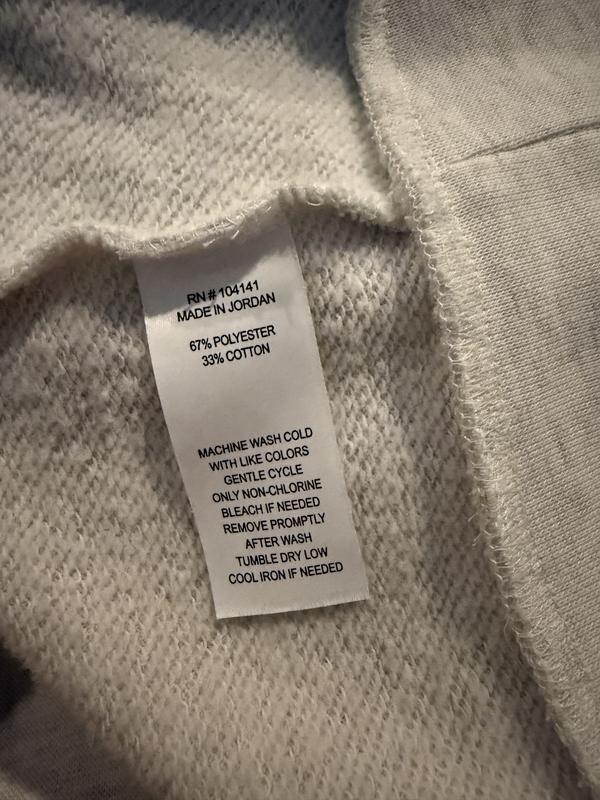 RN # 104141
MADE IN JORDAN
67% POLYESTER
33% COTTON
MACHINE WASH COLD
WITH LIKE COLORS
GENTLE CYCLE
ONLY NON-CHLORINE
BLEACH IF NEEDED
REMOVE PROMPTLY
AFTER WASH
TUMBLE DRY LOW
COOL IRON IF NEEDED